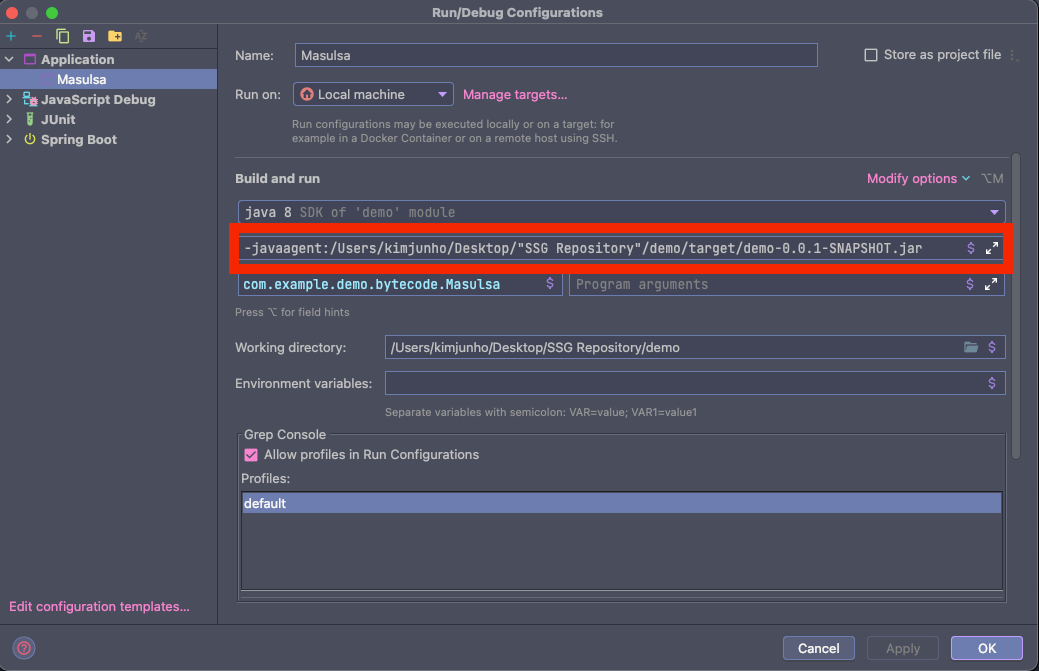 Run/Debug Configurations
Application
Masulsa
JavaScript Debug
JUnit
Spring Boot
Edit configuration templates...
Name: Masulsa Store as project file
Run on: Local machine Manage targets...
Run configurations may be executed locally or on a target: for
example in a Docker Container or on a remote host using SSH.
Build and run Modify options ⌥M
java 8 SDK of 'demo' module
-javaagent:/Users/kimjunho/Desktop/"SSG Repository"/demo/target/demo-0.0.1-SNAPSHOT.jar $
com.example.demo.bytecode.Masulsa $ Program arguments $
Press ⌥ for field hints
Working directory: /Users/kimjunho/Desktop/SSG Repository/demo $
Environment variables: $
Separate variables with semicolon: VAR=value; VAR1=value1
Grep Console
Allow profiles in Run Configurations
Profiles:
default
? Cancel Apply OK